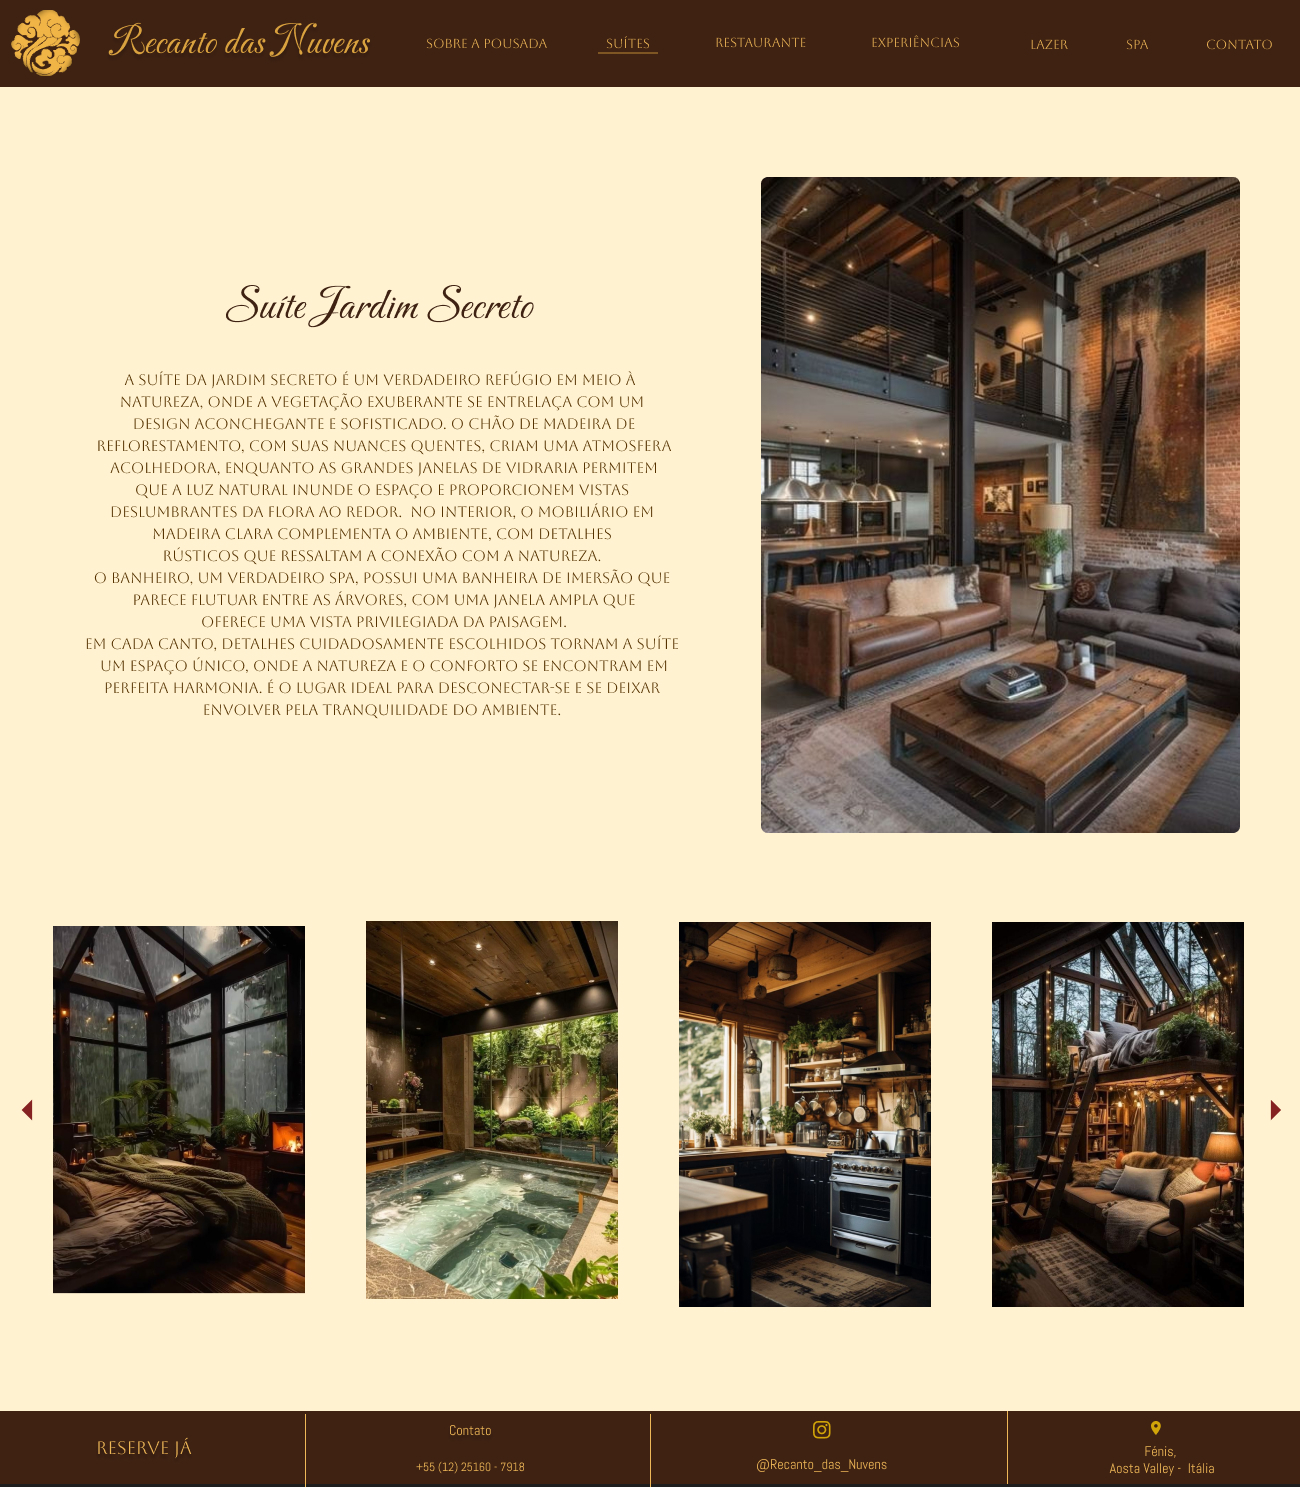 Recanto das Nuvens
SOBRE A POUSADA
SUÍTES
RESTAURANTE
EXPERIÊNCIAS
LAZER
SPA
CONTATO
Suíte Jardim Secreto
A SUÍTE DA JARDIM SECRETO É UM VERDADEIRO REFÚGIO EM MEIO À
NATUREZA, ONDE A VEGETAÇÃO EXUBERANTE SE ENTRELAÇA COM UM
DESIGN ACONCHEGANTE E SOFISTICADO. O CHÃO DE MADEIRA DE
REFLORESTAMENTO, COM SUAS NUANCES QUENTES, CRIAM UMA ATMOSFERA
ACOLHEDORA, ENQUANTO AS GRANDES JANELAS DE VIDRARIA PERMITEM
QUE A LUZ NATURAL INUNDE O ESPAÇO E PROPORCIONEM VISTAS
DESLUMBRANTES DA FLORA AO REDOR. NO INTERIOR, O MOBILIÁRIO EM
MADEIRA CLARA COMPLEMENTA O AMBIENTE, COM DETALHES
RÚSTICOS QUE RESSALTAM A CONEXÃO COM A NATUREZA.
O BANHEIRO, UM VERDADEIRO SPA, POSSUI UMA BANHEIRA DE IMERSÃO QUE
PARECE FLUTUAR ENTRE AS ÁRVORES, COM UMA JANELA AMPLA QUE
OFERECE UMA VISTA PRIVILEGIADA DA PAISAGEM.
EM CADA CANTO, DETALHES CUIDADOSAMENTE ESCOLHIDOS TORNAM A SUÍTE
UM ESPAÇO ÚNICO, ONDE A NATUREZA E O CONFORTO SE ENCONTRAM EM
PERFEITA HARMONIA. É O LUGAR IDEAL PARA DESCONECTAR-SE E SE DEIXAR
ENVOLVER PELA TRANQUILIDADE DO AMBIENTE.
RESERVE JÁ
Contato
+55 (12) 25160 - 7918
@Recanto_das_Nuvens
Fénis,
Aosta Valley - Itália